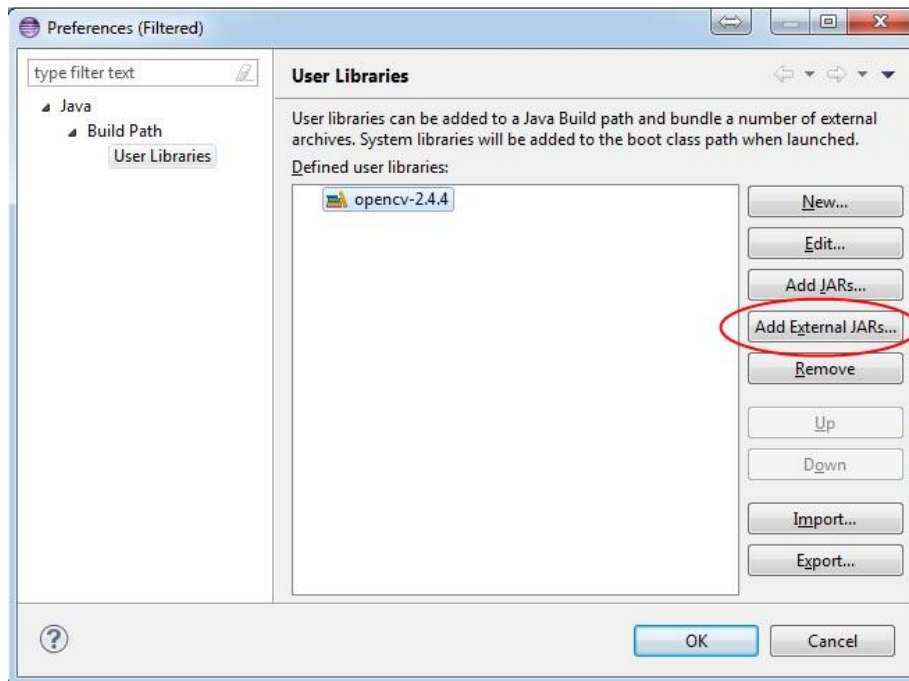 Preferences (Filtered)
type filter text
Java
Build Path
User Libraries
User Libraries
User libraries can be added to a Java Build path and bundle a number of external
archives. System libraries will be added to the boot class path when launched.
Defined user libraries:
opencv-2.4.4
New...
Edit...
Add JARs...
Add External JARs...
Remove
Up
Down
Import...
Export...
?
OK
Cancel